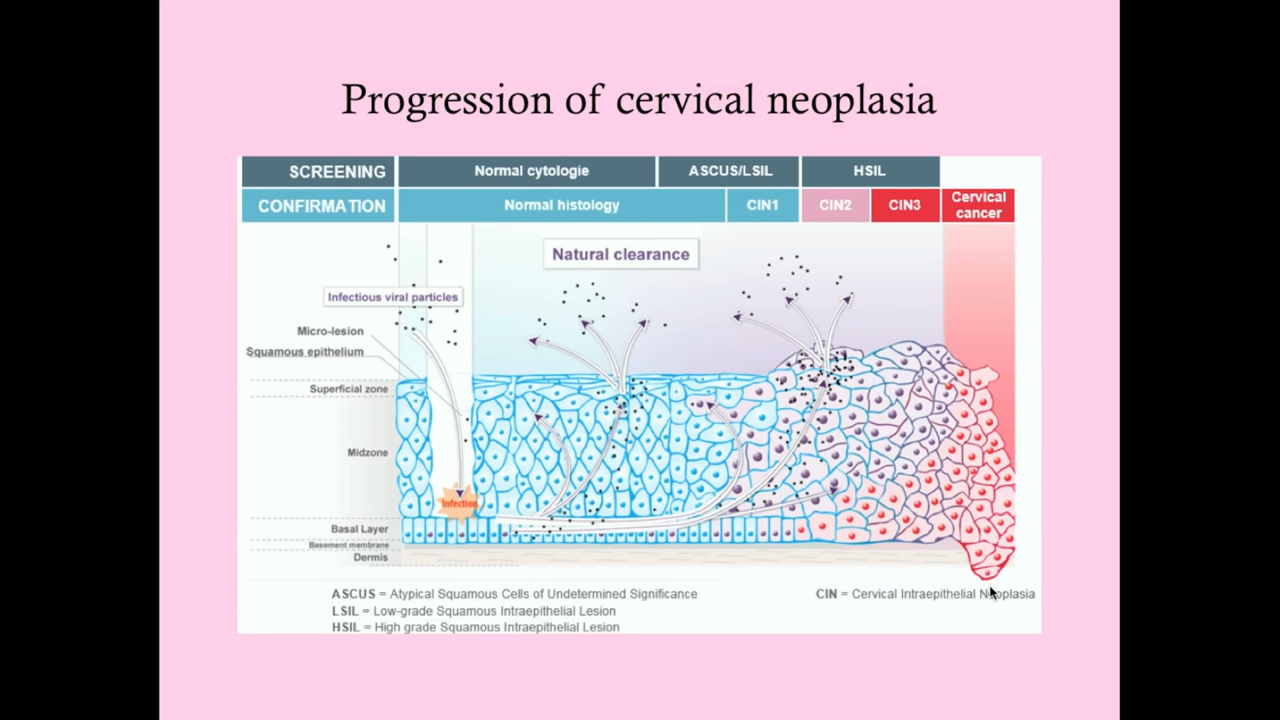 Progression of cervical neoplasia
SCREENING Normal cytologie ASCUS/LSIL HSIL
CONFIRMATION Normal histology CIN1 CIN2 CIN3 Cervical cancer
Natural clearance
Infectious viral particles
Micro-lesion
Squamous epithelium
Superficial zone
Midzone
Infection
Basal Layer
Basement membrane
Dermis
ASCUS = Atypical Squamous Cells of Undetermined Significance
CIN = Cervical Intraepithelial Neoplasia
LSIL = Low-grade Squamous Intraepithelial Lesion
HSIL = High grade Squamous Intraepithelial Lesion